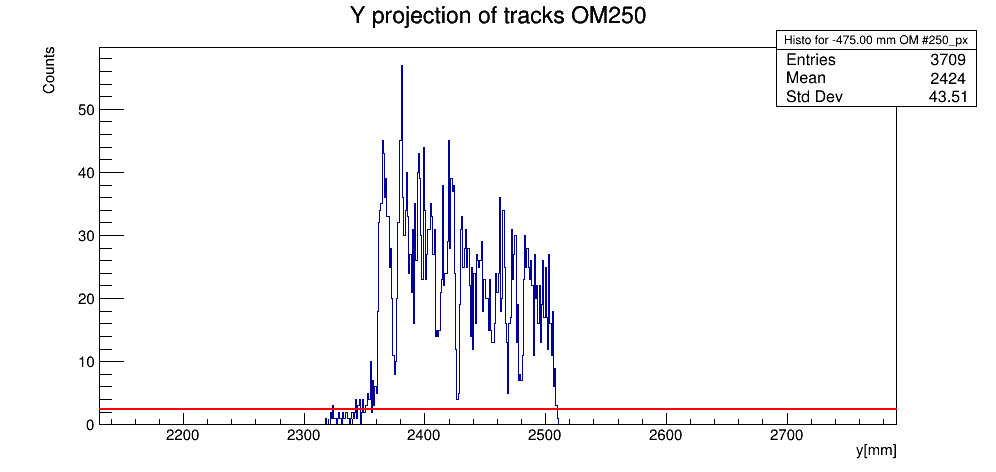 Y projection of tracks OM250
Histo for -475.00 mm OM #250_px
Entries 3709
Mean 2424
Std Dev 43.51
Counts
50
40
30
20
10
0
2200 2300 2400 2500 2600 2700
y[mm]